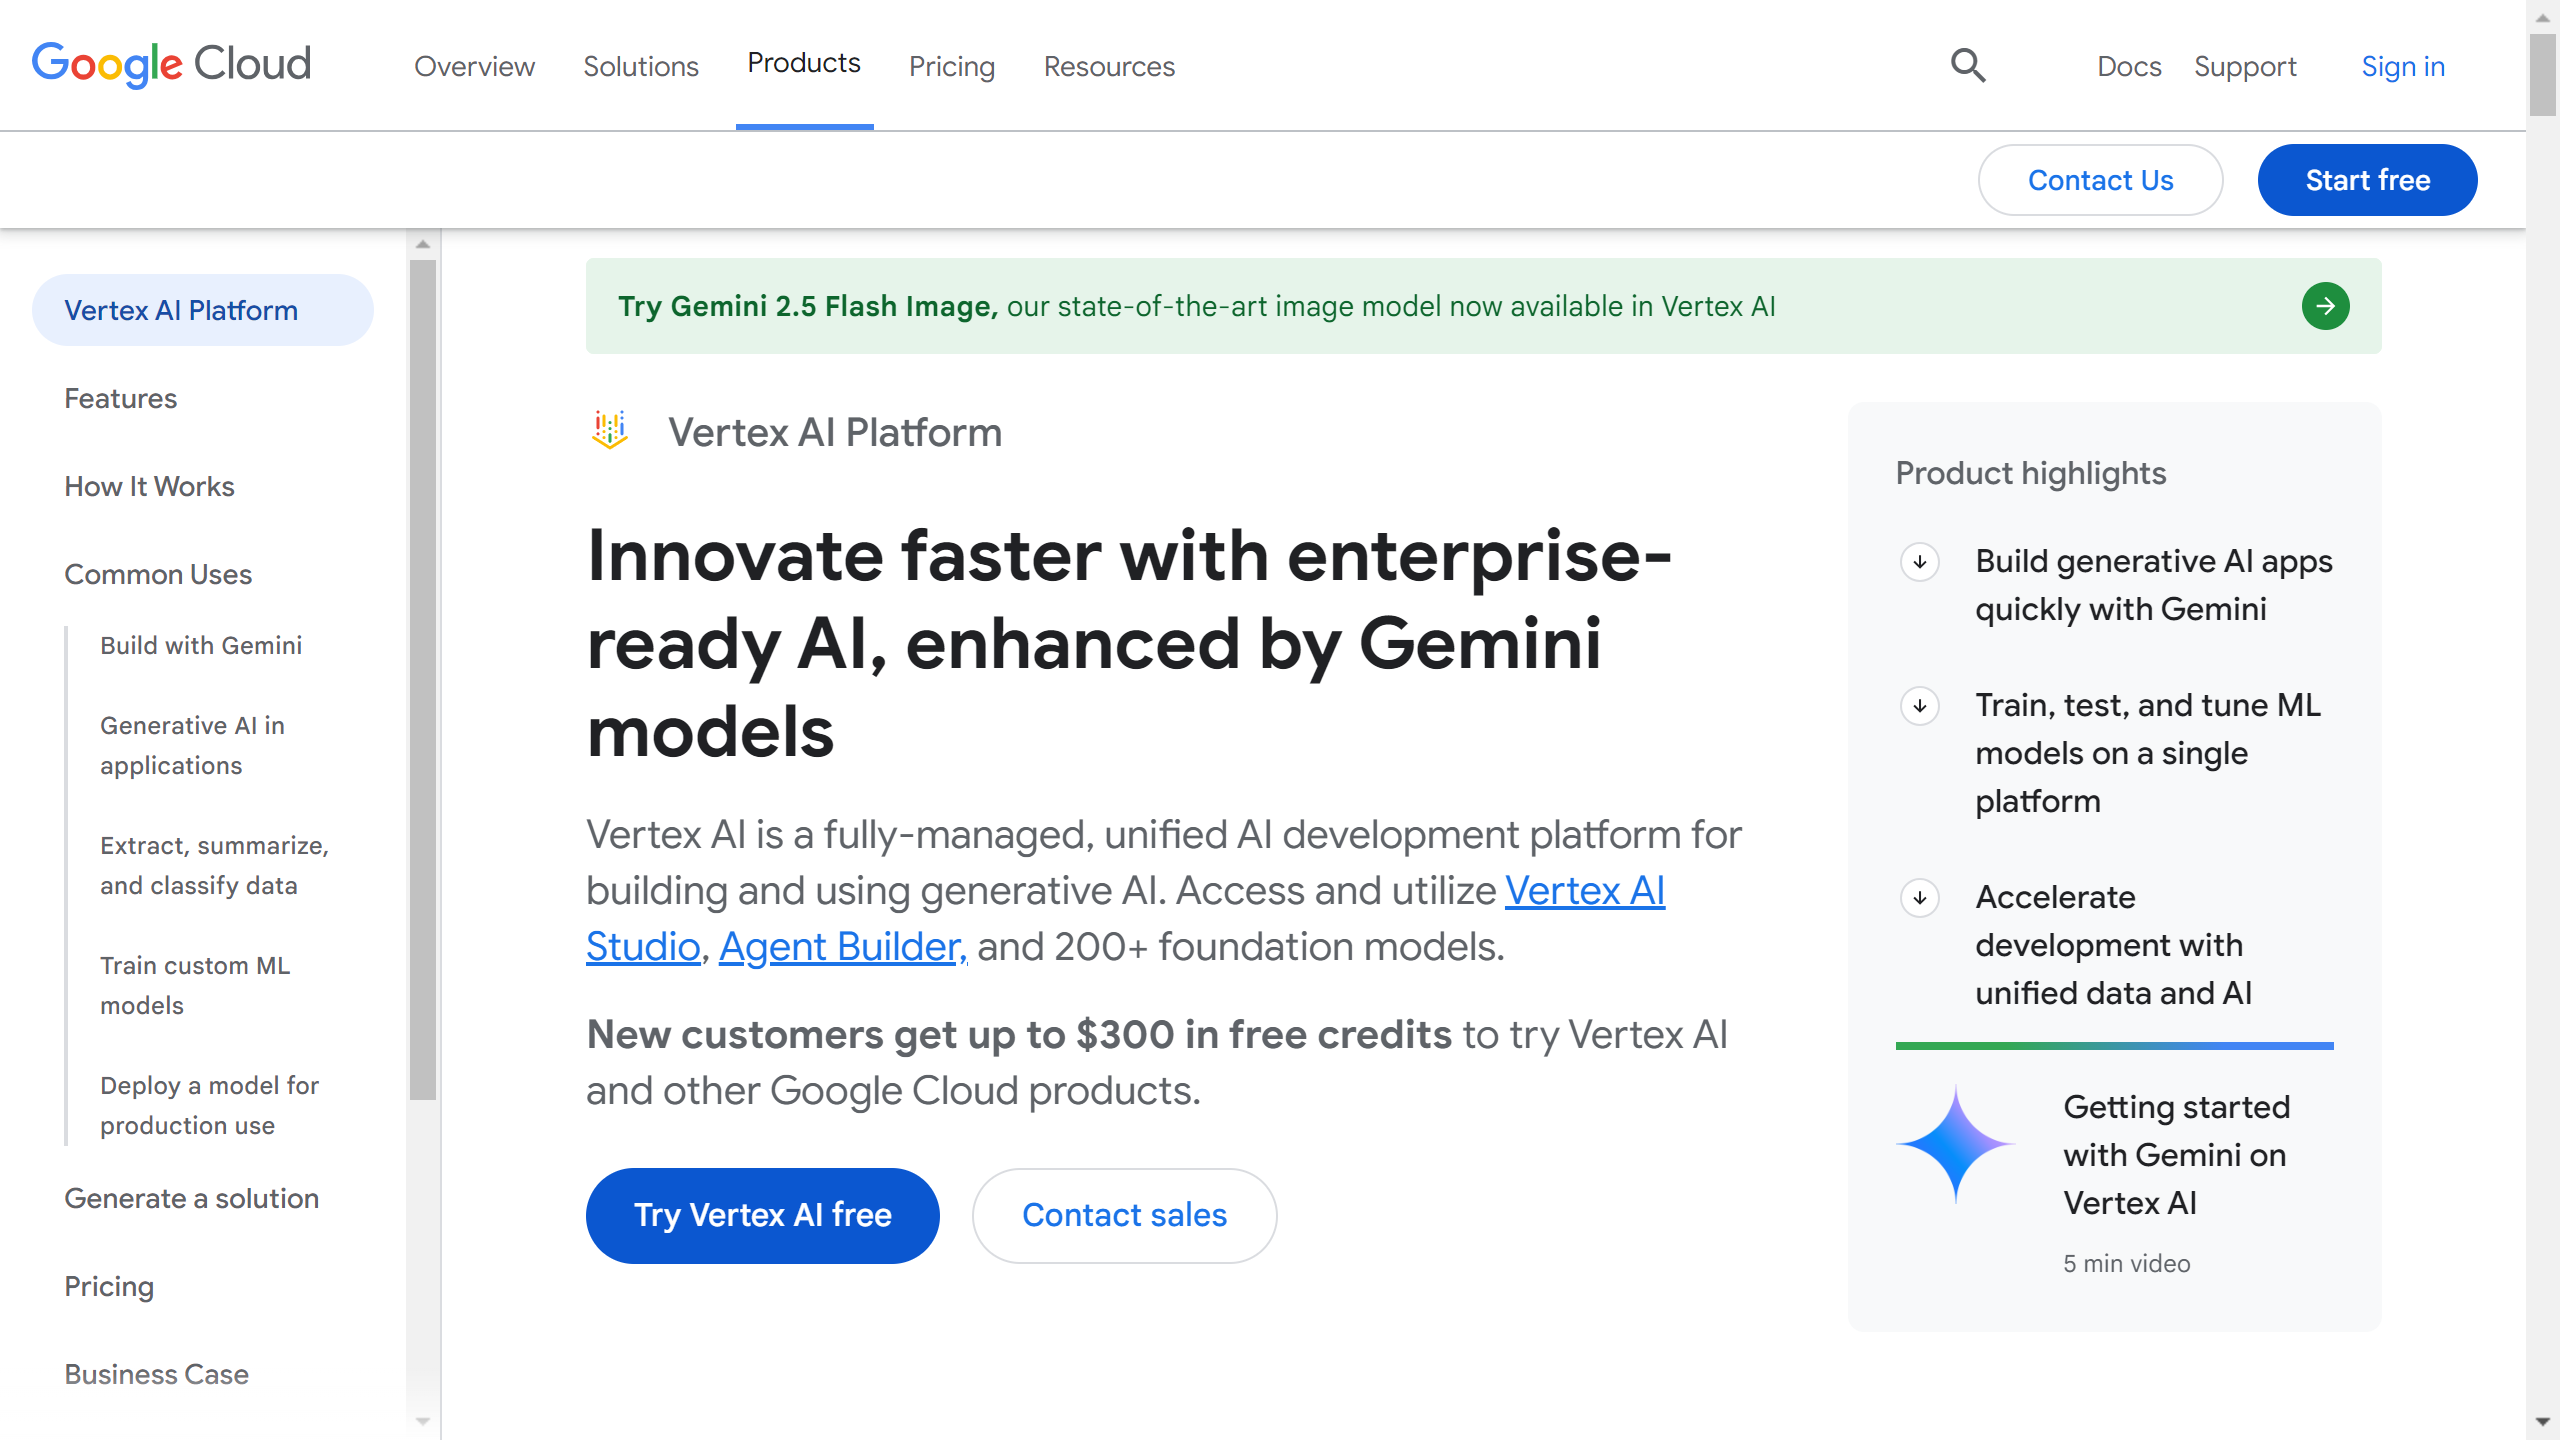 Google Cloud
Overview
Solutions
Products
Pricing
Resources
Docs
Support
Sign in
Contact Us
Start free
Vertex AI Platform
Features
How It Works
Common Uses
Build with Gemini
Generative AI in
applications
Extract, summarize,
and classify data
Train custom ML
models
Deploy a model for
production use
Generate a solution
Pricing
Business Case
Try Gemini 2.5 Flash Image, our state-of-the-art image model now available in Vertex AI
Vertex AI Platform
Innovate faster with enterprise-
ready AI, enhanced by Gemini
models
Vertex AI is a fully-managed, unified AI development platform for
building and using generative AI. Access and utilize Vertex AI
Studio, Agent Builder, and 200+ foundation models.
New customers get up to $300 in free credits to try Vertex AI
and other Google Cloud products.
Try Vertex AI free
Contact sales
Product highlights
Build generative AI apps
quickly with Gemini
Train, test, and tune ML
models on a single
platform
Accelerate
development with
unified data and AI
Getting started
with Gemini on
Vertex AI
5 min video